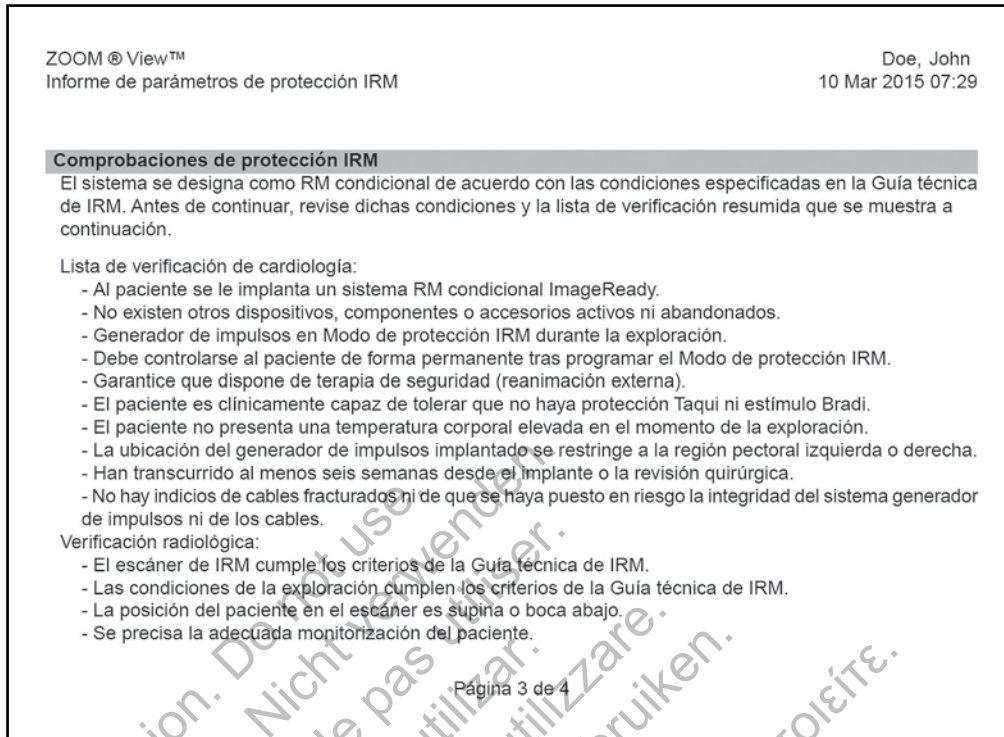 ZOOM ® View™
Doe, John
Informe de parámetros de protección IRM
10 Mar 2015 07:29
Comprobaciones de protección IRM
El sistema se designa como RM condicional de acuerdo con las condiciones especificadas en la Guía técnica
de IRM. Antes de continuar, revise dichas condiciones y la lista de verificación resumida que se muestra a
continuación.
Lista de verificación de cardiología:
- Al paciente se le implanta un sistema RM condicional ImageReady.
- No existen otros dispositivos, componentes o accesorios activos ni abandonados.
- Generador de impulsos en Modo de protección IRM durante la exploración.
- Debe controlarse al paciente de forma permanente tras programar el Modo de protección IRM.
- Garantice que dispone de terapia de seguridad (reanimación externa).
- El paciente es clínicamente capaz de tolerar que no haya protección Taqui ni estímulo Bradi.
- El paciente no presenta una temperatura corporal elevada en el momento de la exploración.
- La ubicación del generador de impulsos implantado se restringe a la región pectoral izquierda o derecha.
- Han transcurrido al menos seis semanas desde el implante o la revisión quirúrgica.
- No hay indicios de cables fracturados ni de que se haya puesto en riesgo la integridad del sistema generador
de impulsos ni de los cables.
Verificación radiológica:
- El escáner de IRM cumple los criterios de la Guía técnica de IRM.
- Las condiciones de la exploración cumplen los criterios de la Guía técnica de IRM.
- La posición del paciente en el escáner es supina o boca abajo.
- Se precisa la adecuada monitorización del paciente.
Página 3 de 4
Do not use
Nicht verwenden.
pas utiliser.